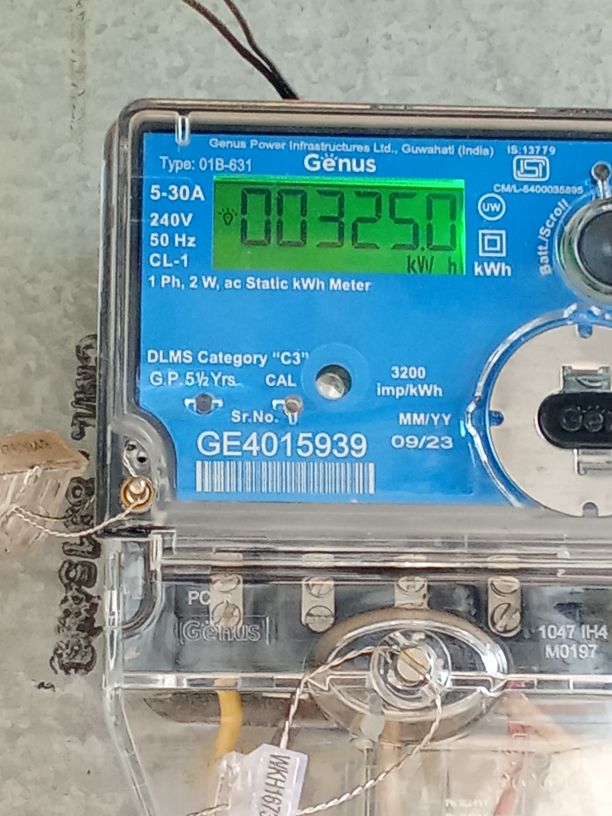 Genus Power Infrastructures Ltd., Guwahati (India) IS:13779
Type: 01B-631 Genus
CM/L-5400035895
5-30A
240V
50 Hz
CL-1
00325.0
kW h
UW
kWh
Batt./Scroll
1 Ph, 2 W, ac Static kWh Meter
DLMS Category "C3"
G.P. 5½ Yrs. CAL
3200
imp/kWh
Sr.No.
MM/YY
GE4015939
09/23
Genus
1047 IH4
M0197